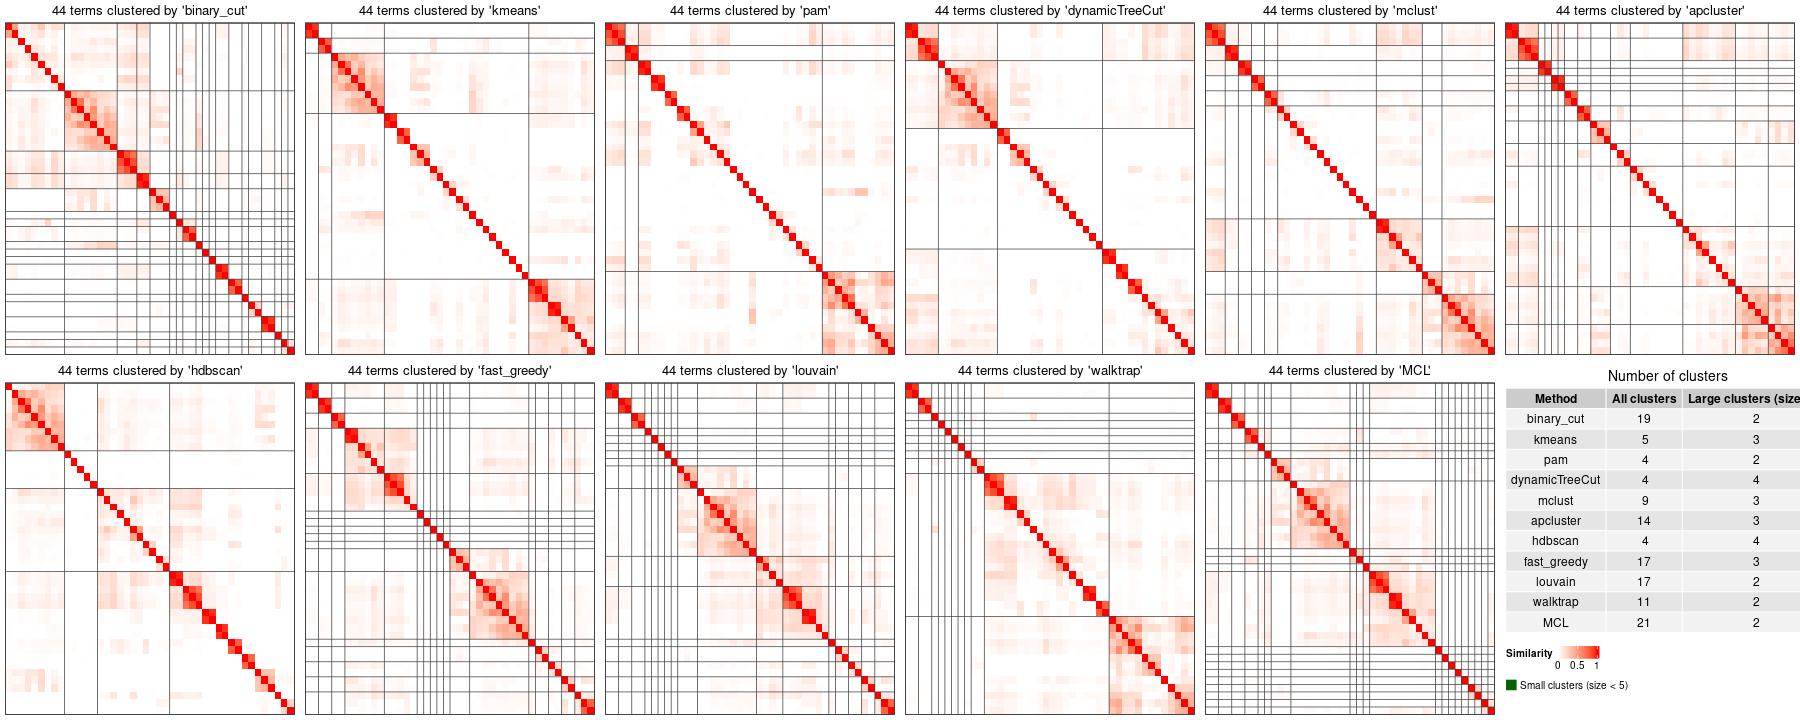 44 terms clustered by 'binary_cut'
44 terms clustered by 'kmeans'
44 terms clustered by 'pam'
44 terms clustered by 'dynamicTreeCut'
44 terms clustered by 'mclust'
44 terms clustered by 'apcluster'
44 terms clustered by 'hdbscan'
44 terms clustered by 'fast_greedy'
44 terms clustered by 'louvain'
44 terms clustered by 'walktrap'
44 terms clustered by 'MCL'
Number of clusters
Method All clusters Large clusters (size
binary_cut 19 2
kmeans 5 3
pam 4 2
dynamicTreeCut 4 4
mclust 9 3
apcluster 14 3
hdbscan 4 4
fast_greedy 17 3
louvain 17 2
walktrap 11 2
MCL 21 2
Similarity
0 0.5 1
Small clusters (size < 5)